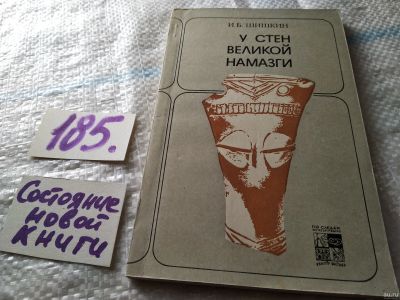 И.Б. ШИШКИН
У СТЕН
ВЕЛИКОЙ
НАМАЗГИ
185.
Состояние
новой
книги